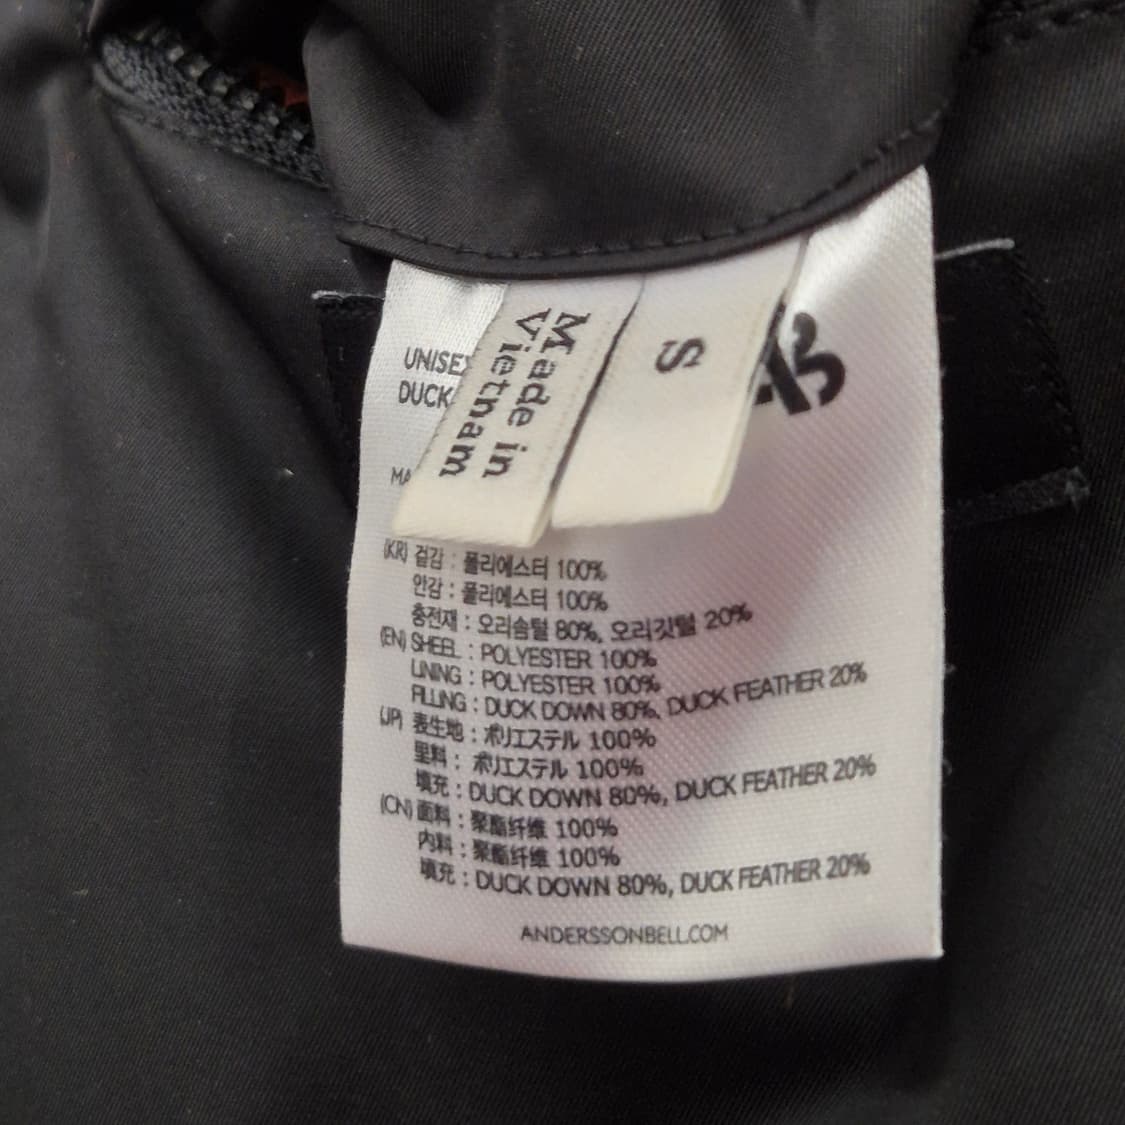 UNISEX
DUCK
Made in
Vietnam
S
MA
(KR) 겉감 : 폴리에스터 100%
안감 : 폴리에스터 100%
충전재 : 오리솜털 80%, 오리깃털 20%
(EN) SHEEL : POLYESTER 100%
LINING : POLYESTER 100%
FILLING : DUCK DOWN 80%, DUCK FEATHER 20%
(JP) 表生地 : ポリエステル 100%
里料 : ポリエステル 100%
填充 : DUCK DOWN 80%, DUCK FEATHER 20%
(CN) 面料 : 聚酯纤维 100%
内料 : 聚酯纤维 100%
填充 : DUCK DOWN 80%, DUCK FEATHER 20%
ANDERSSONBELL.COM